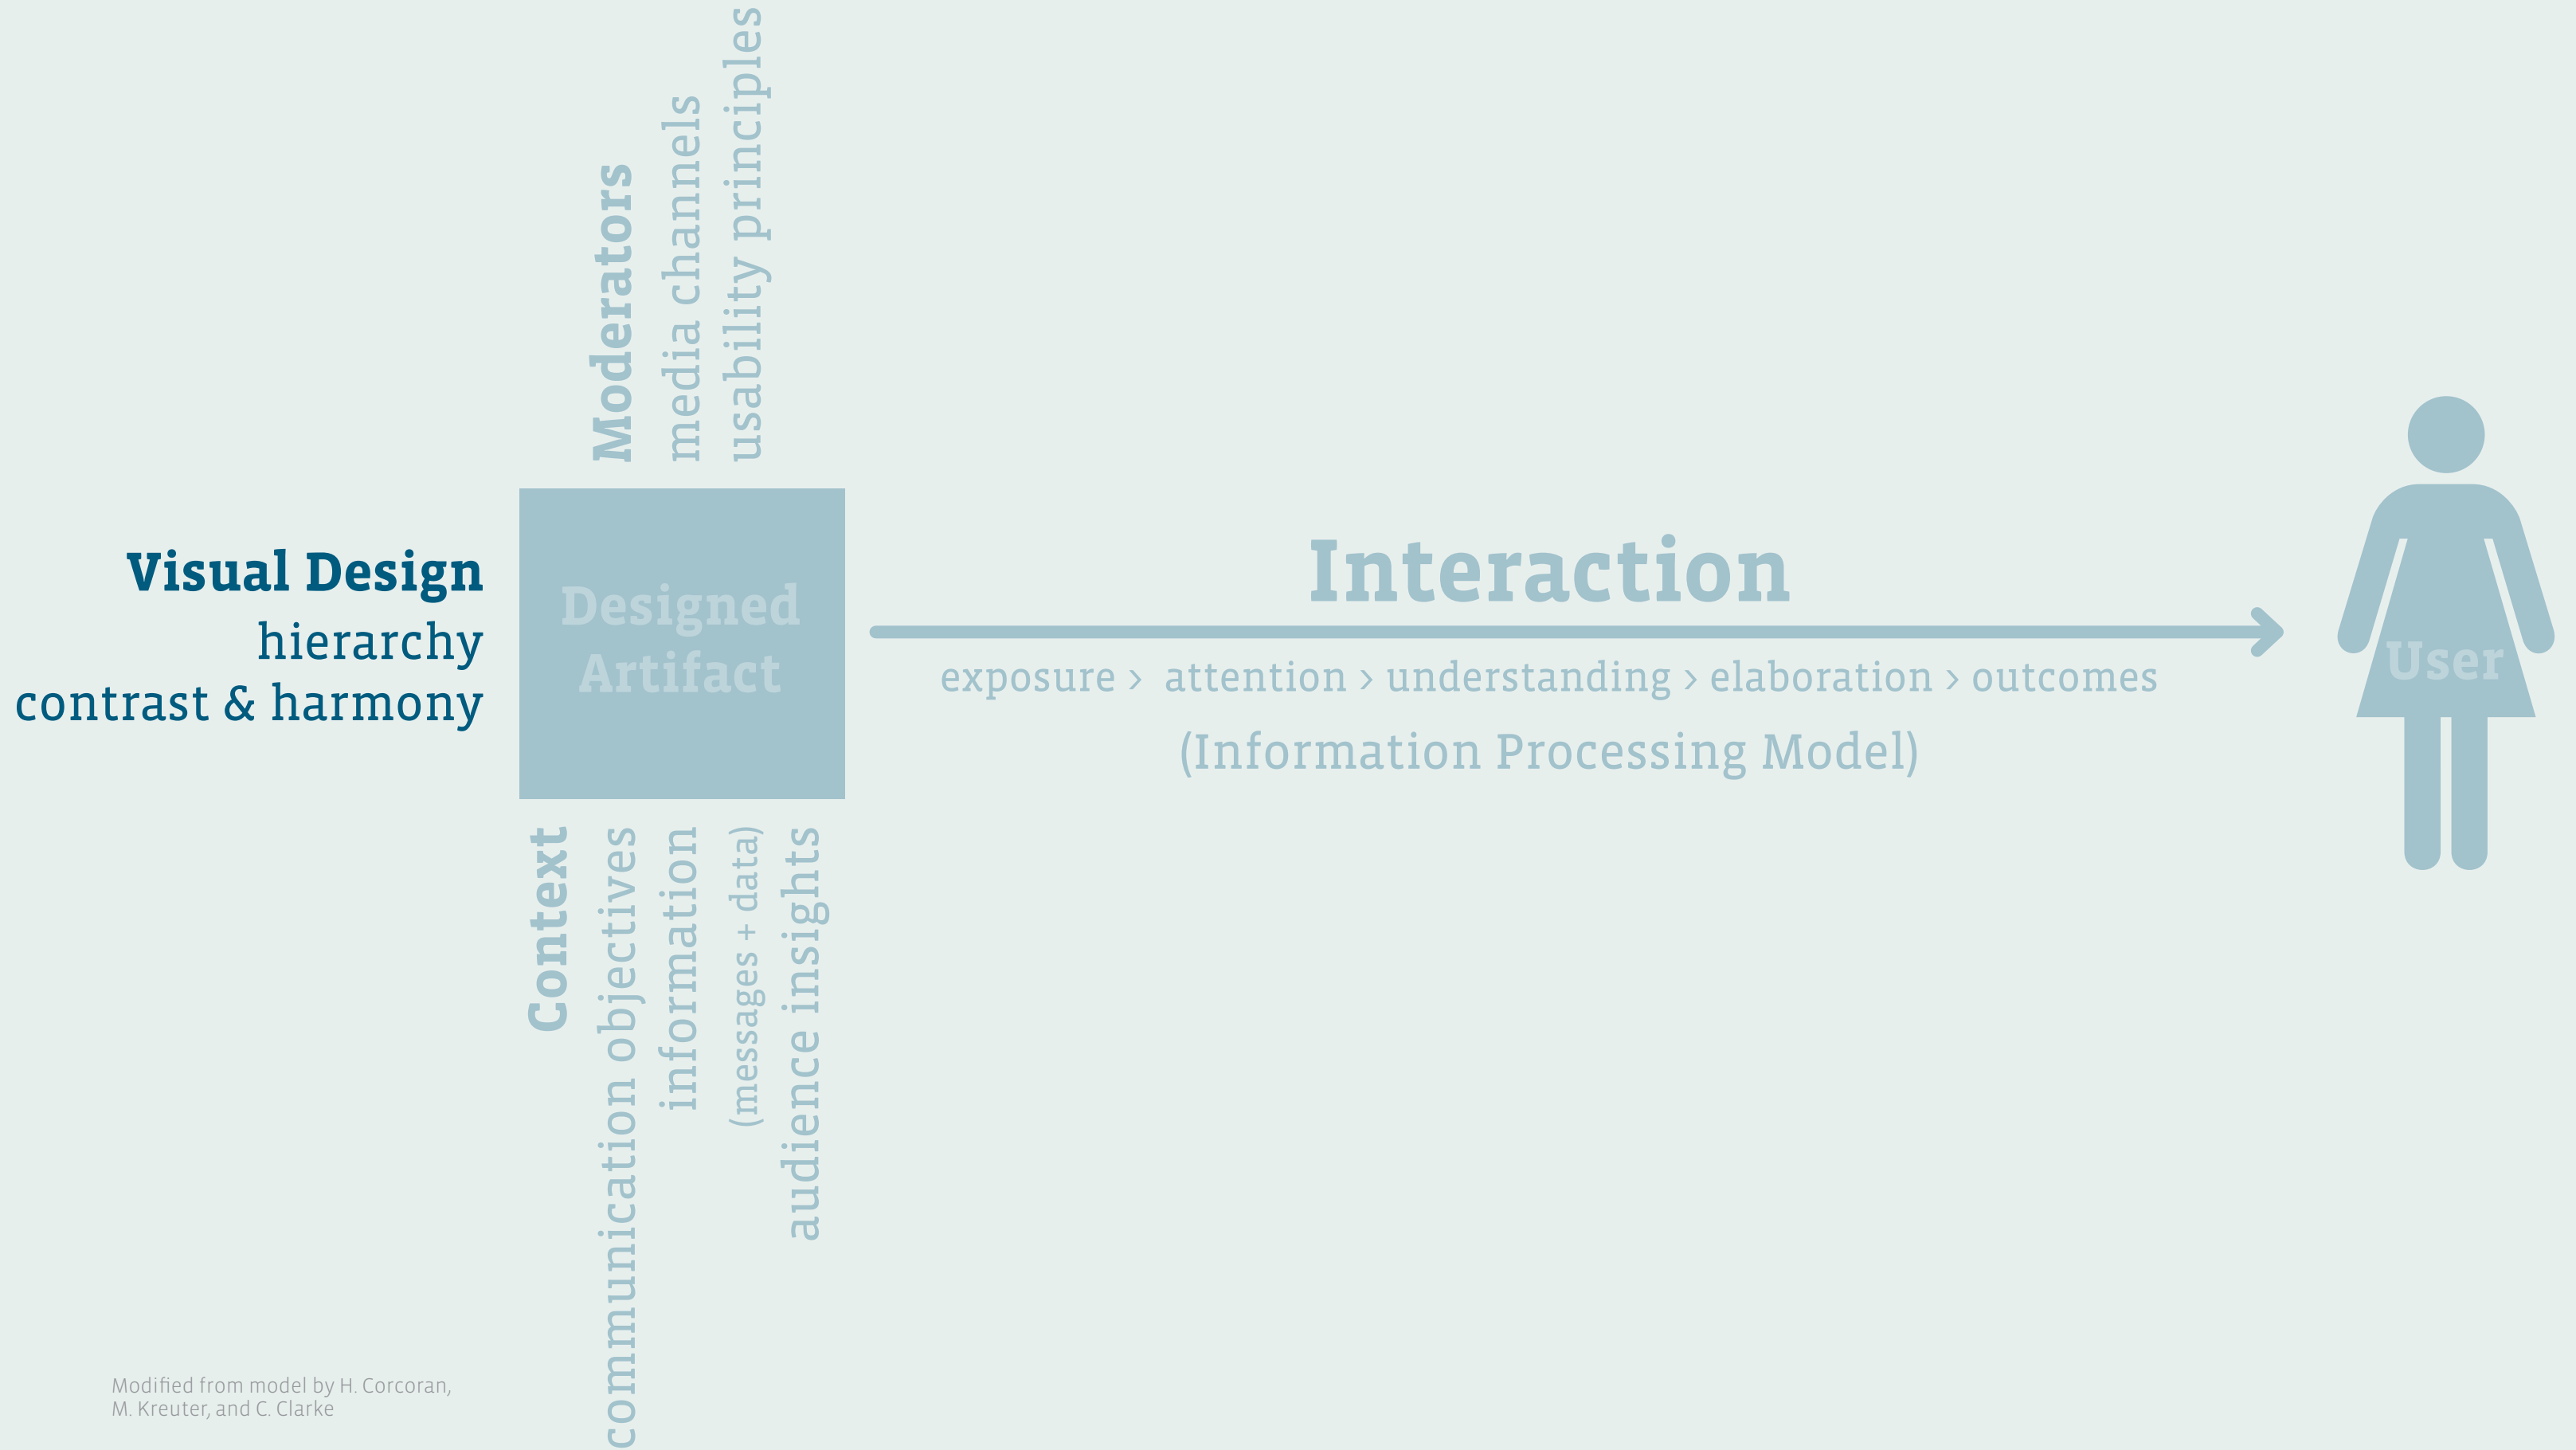 Moderators
media channels
usability principles
Visual Design
hierarchy
contrast & harmony
Designed
Artifact
Interaction
exposure › attention › understanding › elaboration › outcomes
(Information Processing Model)
User
Context
communication objectives
information
(messages + data)
audience insights
Modified from model by H. Corcoran,
M. Kreuter, and C. Clarke